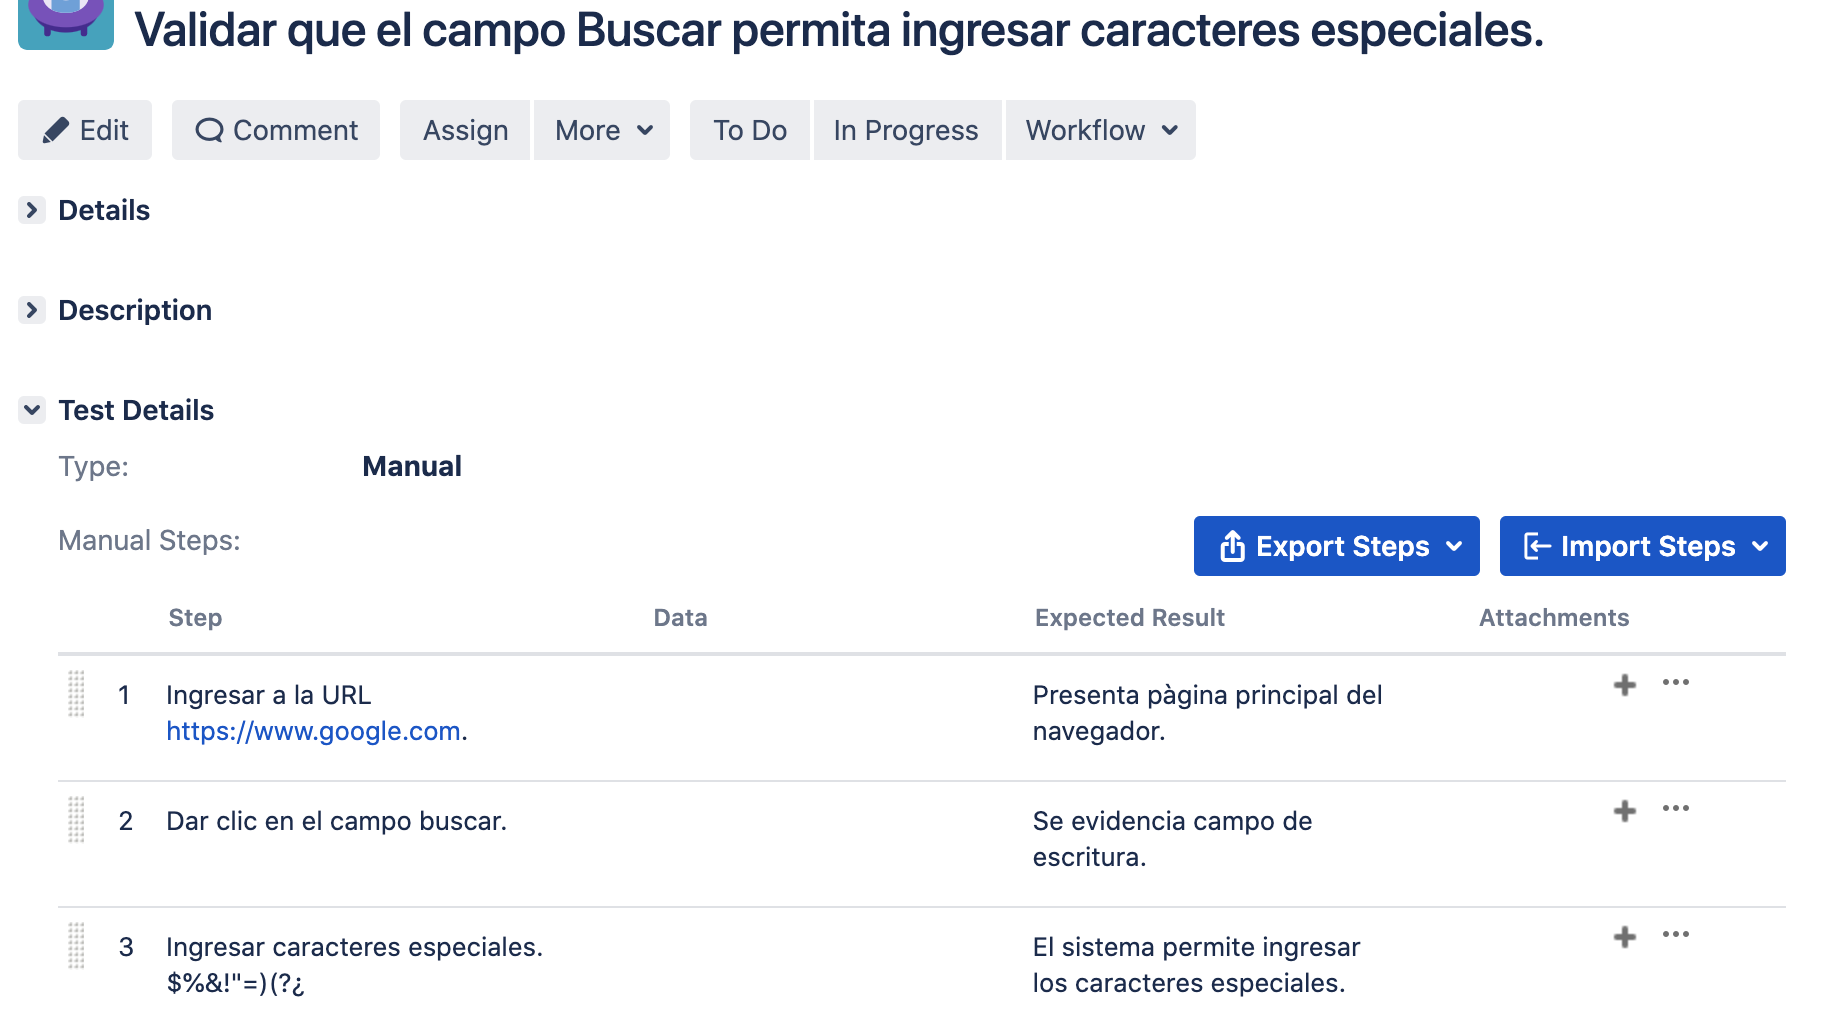 Validar que el campo Buscar permita ingresar caracteres especiales.
Edit Comment Assign More To Do In Progress Workflow
Details
Description
Test Details
Type: Manual
Manual Steps: Export Steps Import Steps
Step Data Expected Result Attachments
1 Ingresar a la URL Presenta pàgina principal del
https://www.google.com. navegador.
2 Dar clic en el campo buscar. Se evidencia campo de
escritura.
3 Ingresar caracteres especiales. El sistema permite ingresar
$%&!"=)(?¿ los caracteres especiales.